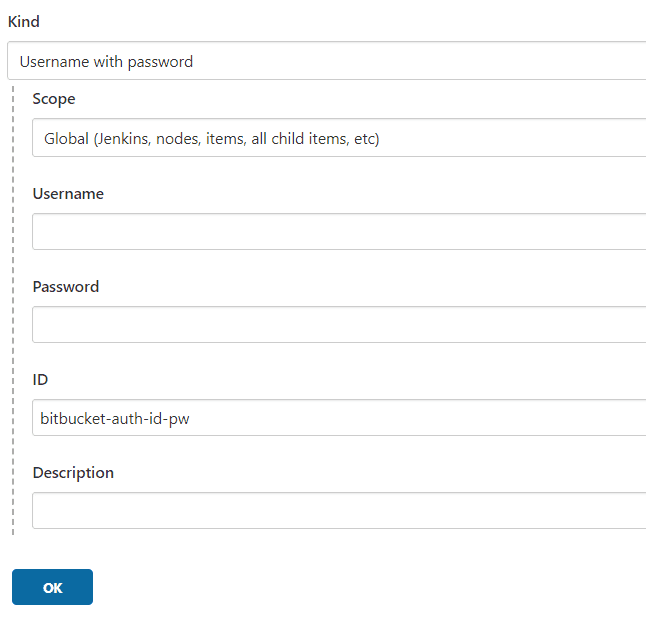 Kind
Username with password
Scope
Global (Jenkins, nodes, items, all child items, etc)
Username
Password
ID
bitbucket-auth-id-pw
Description
OK